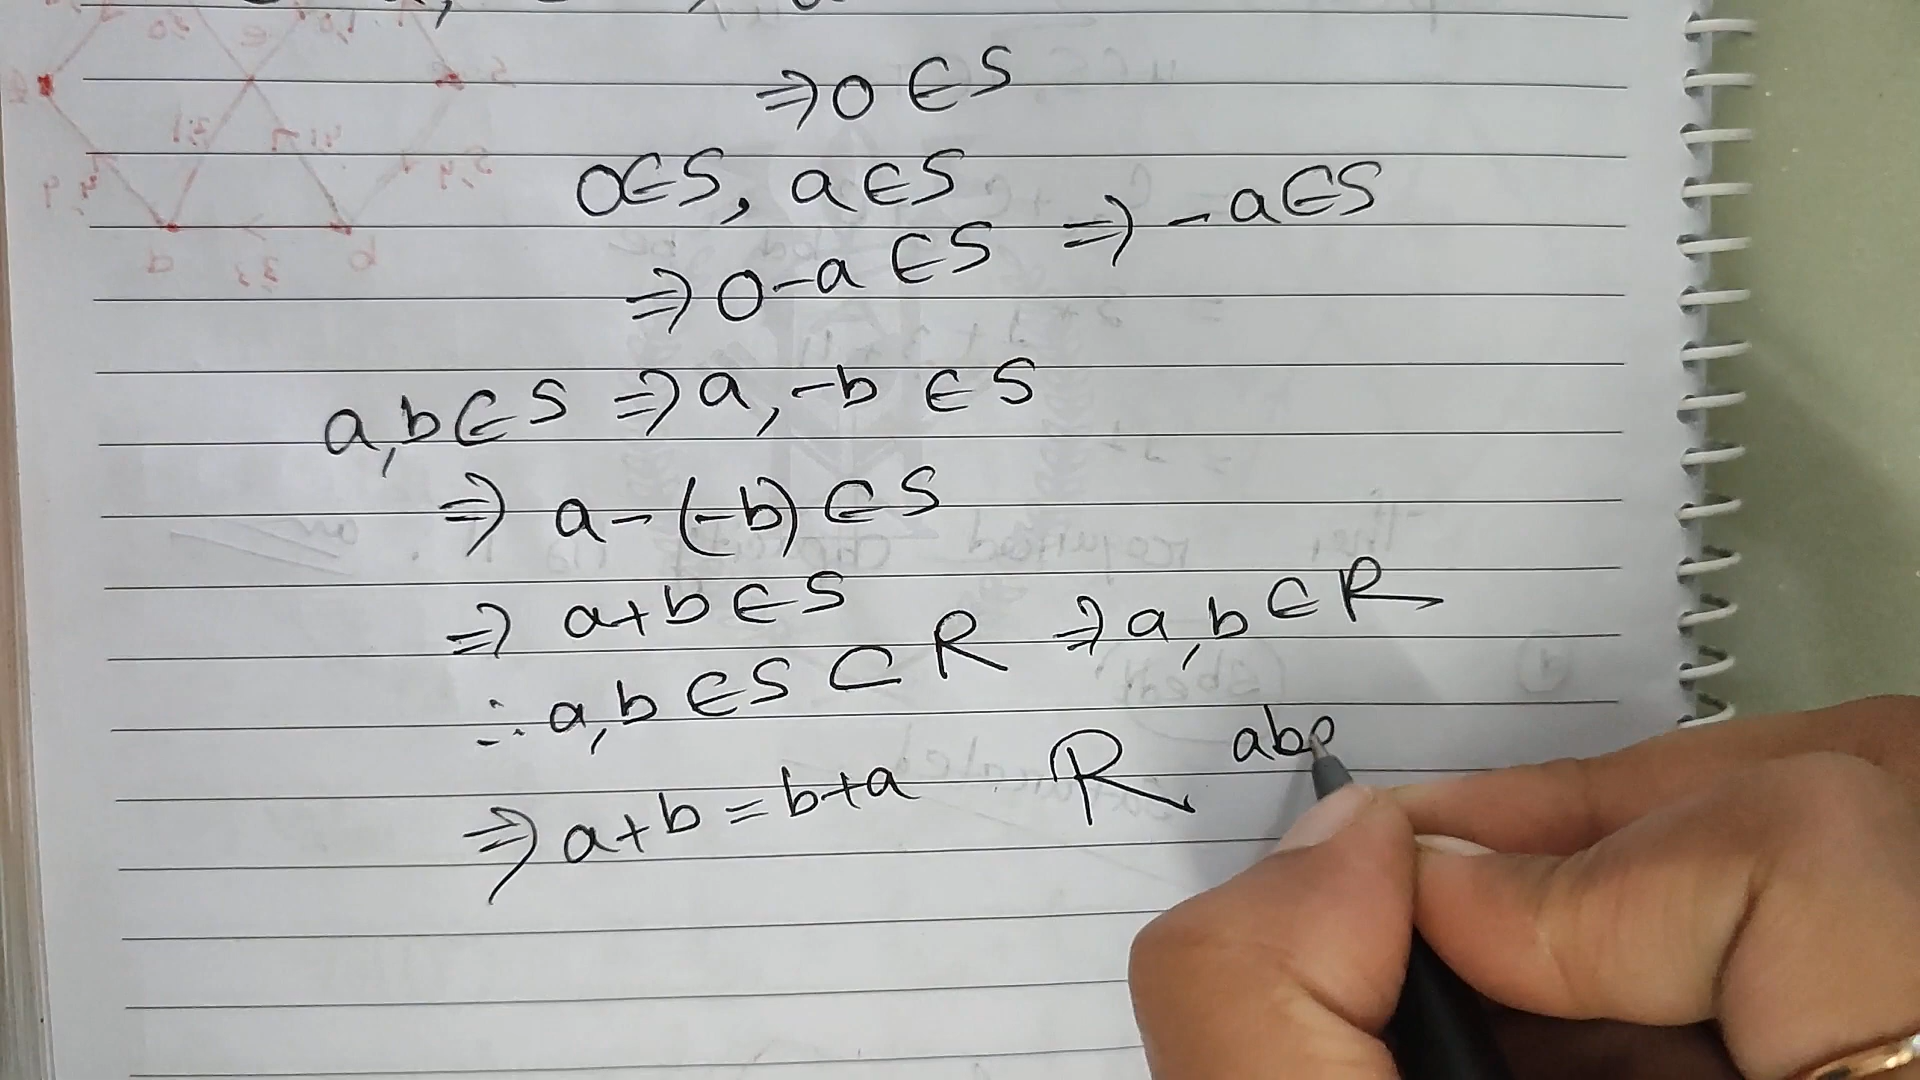 ⇒ 0 ∈ S
0 ∈ S, a ∈ S
⇒ 0 - a ∈ S ⇒ - a ∈ S
a, b ∈ S ⇒ a, -b ∈ S
⇒ a - (-b) ∈ S
⇒ a + b ∈ S
∴ a, b ∈ S ⊂ R ⇒ a, b ∈ R
⇒ a + b = b + a R ab